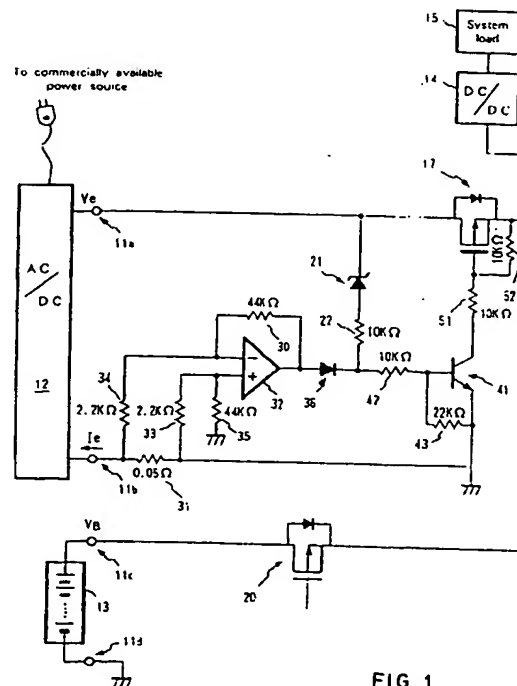 15
System
load
14
DC/DC
To commercially available
power source
17
Ve
11a
AC/DC
12
21
22
10KΩ
10KΩ
52
51
10KΩ
44KΩ
30
-
+
32
36
10KΩ
42
41
22KΩ
43
34
2.2KΩ
2.2KΩ
33
44KΩ
35
Ie
11b
0.05Ω
31
VB
11c
13
11d
20
FIG 1